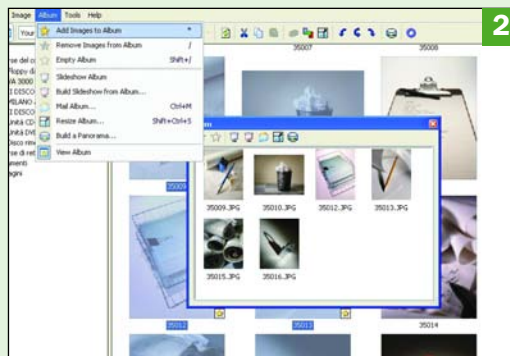 2
Image Album Tools Help
Your
Add Images to Album *
Remove Images from Album /
Empty Album Shift+/
Slideshow Album
Build Slideshow from Album...
Mail Album... Ctrl+M
Resize Album... Shift+Ctrl+S
Build a Panorama...
View Album
35007
35008
35009
35009.JPG 35010.JPG 35012.JPG 35013.JPG
35015.JPG 35016.JPG
35012
35013
35014